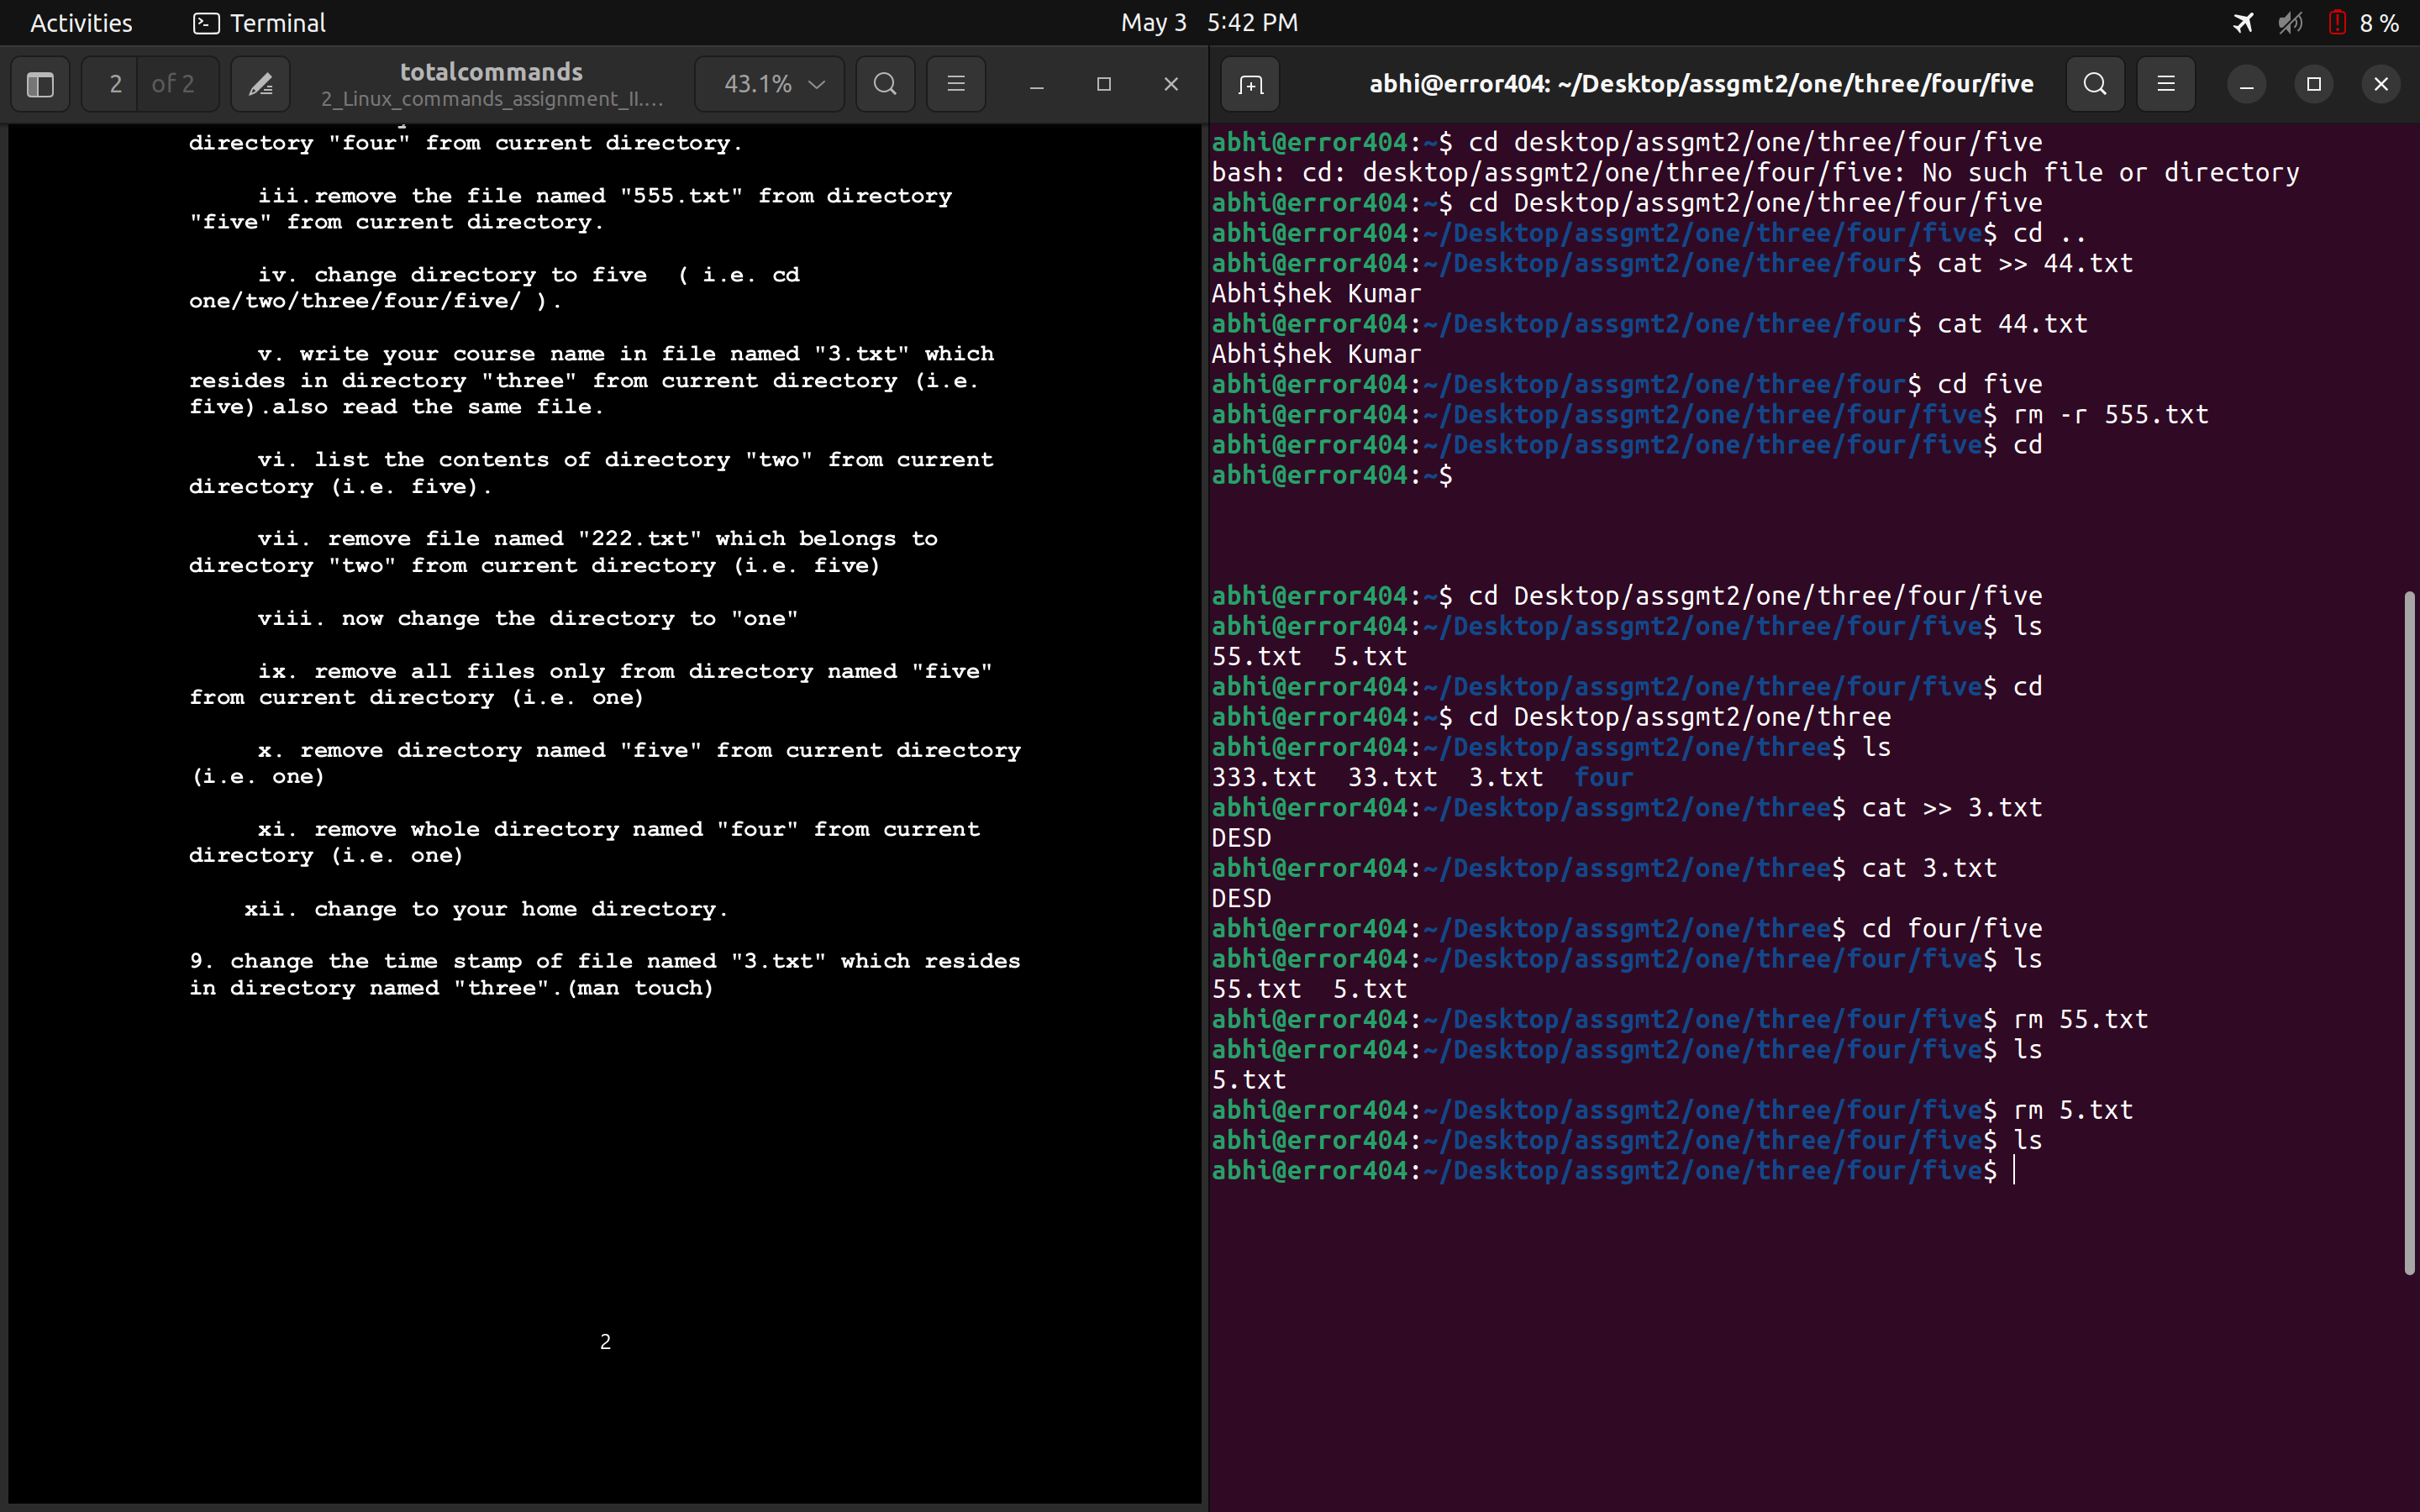 Activities Terminal May 3 5:42 PM 8 %
2 of 2 totalcommands 43.1%
2_Linux_commands_assignment_II....
directory "four" from current directory.
iii.remove the file named "555.txt" from directory
"five" from current directory.
iv. change directory to five ( i.e. cd
one/two/three/four/five/ ).
v. write your course name in file named "3.txt" which
resides in directory "three" from current directory (i.e.
five).also read the same file.
vi. list the contents of directory "two" from current
directory (i.e. five).
vii. remove file named "222.txt" which belongs to
directory "two" from current directory (i.e. five)
viii. now change the directory to "one"
ix. remove all files only from directory named "five"
from current directory (i.e. one)
x. remove directory named "five" from current directory
(i.e. one)
xi. remove whole directory named "four" from current
directory (i.e. one)
xii. change to your home directory.
9. change the time stamp of file named "3.txt" which resides
in directory named "three".(man touch)
2
abhi@error404: ~/Desktop/assgmt2/one/three/four/five
abhi@error404:~$ cd desktop/assgmt2/one/three/four/five
bash: cd: desktop/assgmt2/one/three/four/five: No such file or directory
abhi@error404:~$ cd Desktop/assgmt2/one/three/four/five
abhi@error404:~/Desktop/assgmt2/one/three/four/five$ cd ..
abhi@error404:~/Desktop/assgmt2/one/three/four$ cat >> 44.txt
Abhi$hek Kumar
abhi@error404:~/Desktop/assgmt2/one/three/four$ cat 44.txt
Abhi$hek Kumar
abhi@error404:~/Desktop/assgmt2/one/three/four$ cd five
abhi@error404:~/Desktop/assgmt2/one/three/four/five$ rm -r 555.txt
abhi@error404:~/Desktop/assgmt2/one/three/four/five$ cd
abhi@error404:~$
abhi@error404:~$ cd Desktop/assgmt2/one/three/four/five
abhi@error404:~/Desktop/assgmt2/one/three/four/five$ ls
55.txt 5.txt
abhi@error404:~/Desktop/assgmt2/one/three/four/five$ cd
abhi@error404:~$ cd Desktop/assgmt2/one/three
abhi@error404:~/Desktop/assgmt2/one/three$ ls
333.txt 33.txt 3.txt four
abhi@error404:~/Desktop/assgmt2/one/three$ cat >> 3.txt
DESD
abhi@error404:~/Desktop/assgmt2/one/three$ cat 3.txt
DESD
abhi@error404:~/Desktop/assgmt2/one/three$ cd four/five
abhi@error404:~/Desktop/assgmt2/one/three/four/five$ ls
55.txt 5.txt
abhi@error404:~/Desktop/assgmt2/one/three/four/five$ rm 55.txt
abhi@error404:~/Desktop/assgmt2/one/three/four/five$ ls
5.txt
abhi@error404:~/Desktop/assgmt2/one/three/four/five$ rm 5.txt
abhi@error404:~/Desktop/assgmt2/one/three/four/five$ ls
abhi@error404:~/Desktop/assgmt2/one/three/four/five$